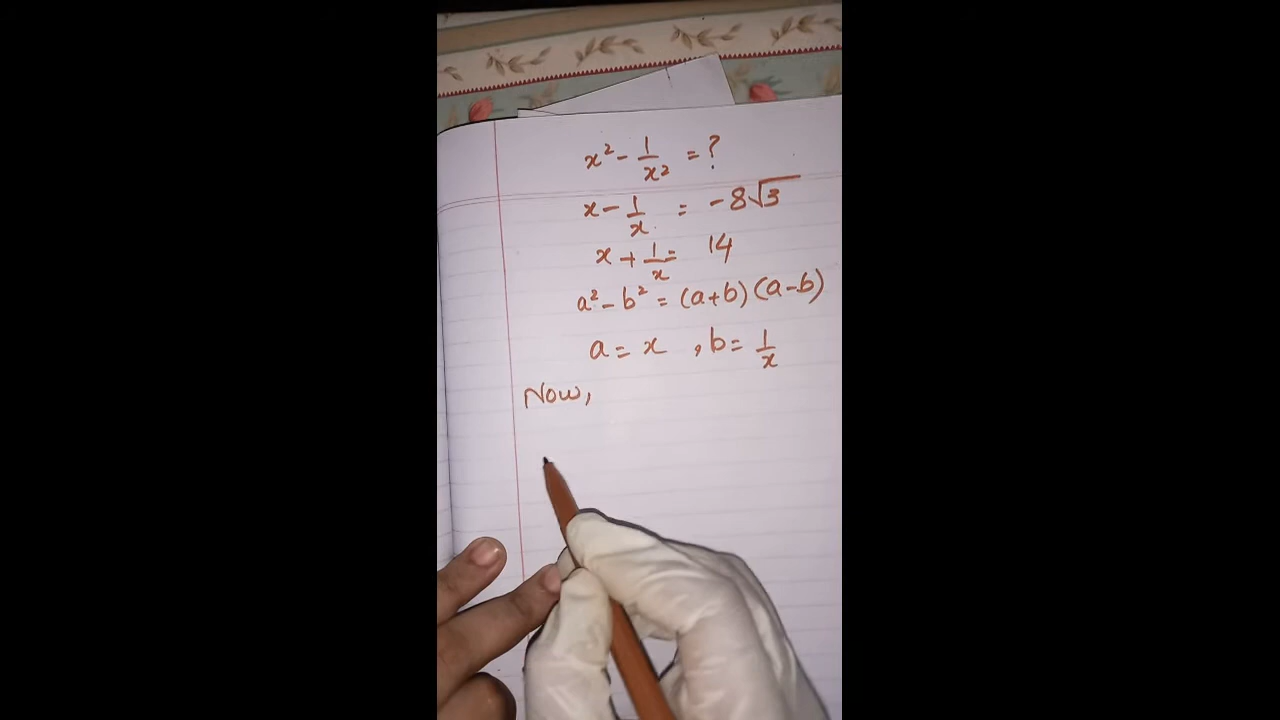 x² - 1/x² = ?
x - 1/x = -8√3
x + 1/x = 14
a² - b² = (a+b) (a-b)
a = x , b = 1/x
Now,